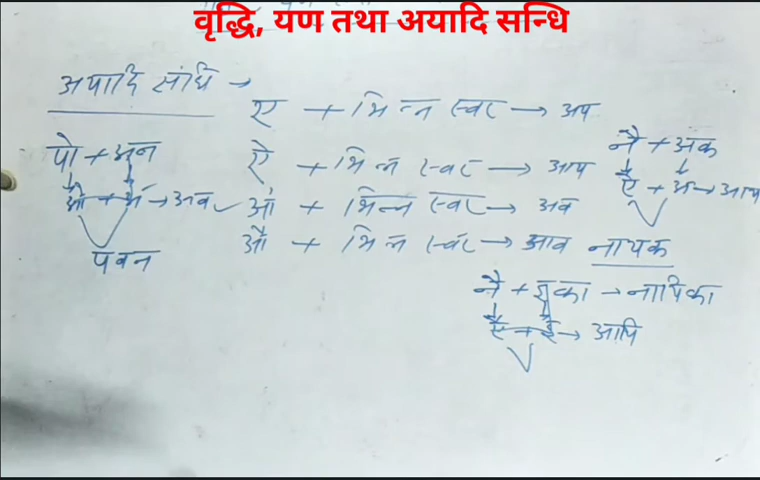 वृद्धि, यण तथा अयादि सन्धि
अयादि संधि →
ए + भिन्न स्वर → अय
ऐ + भिन्न स्वर → आय
ओ + भिन्न स्वर → अव
औ + भिन्न स्वर → आव
पो + अन
ओ + अ → अव
पवन
नै + अक
ऐ + अ → आय
नायक
नै + इका → नायिका
ऐ + इ → आयि